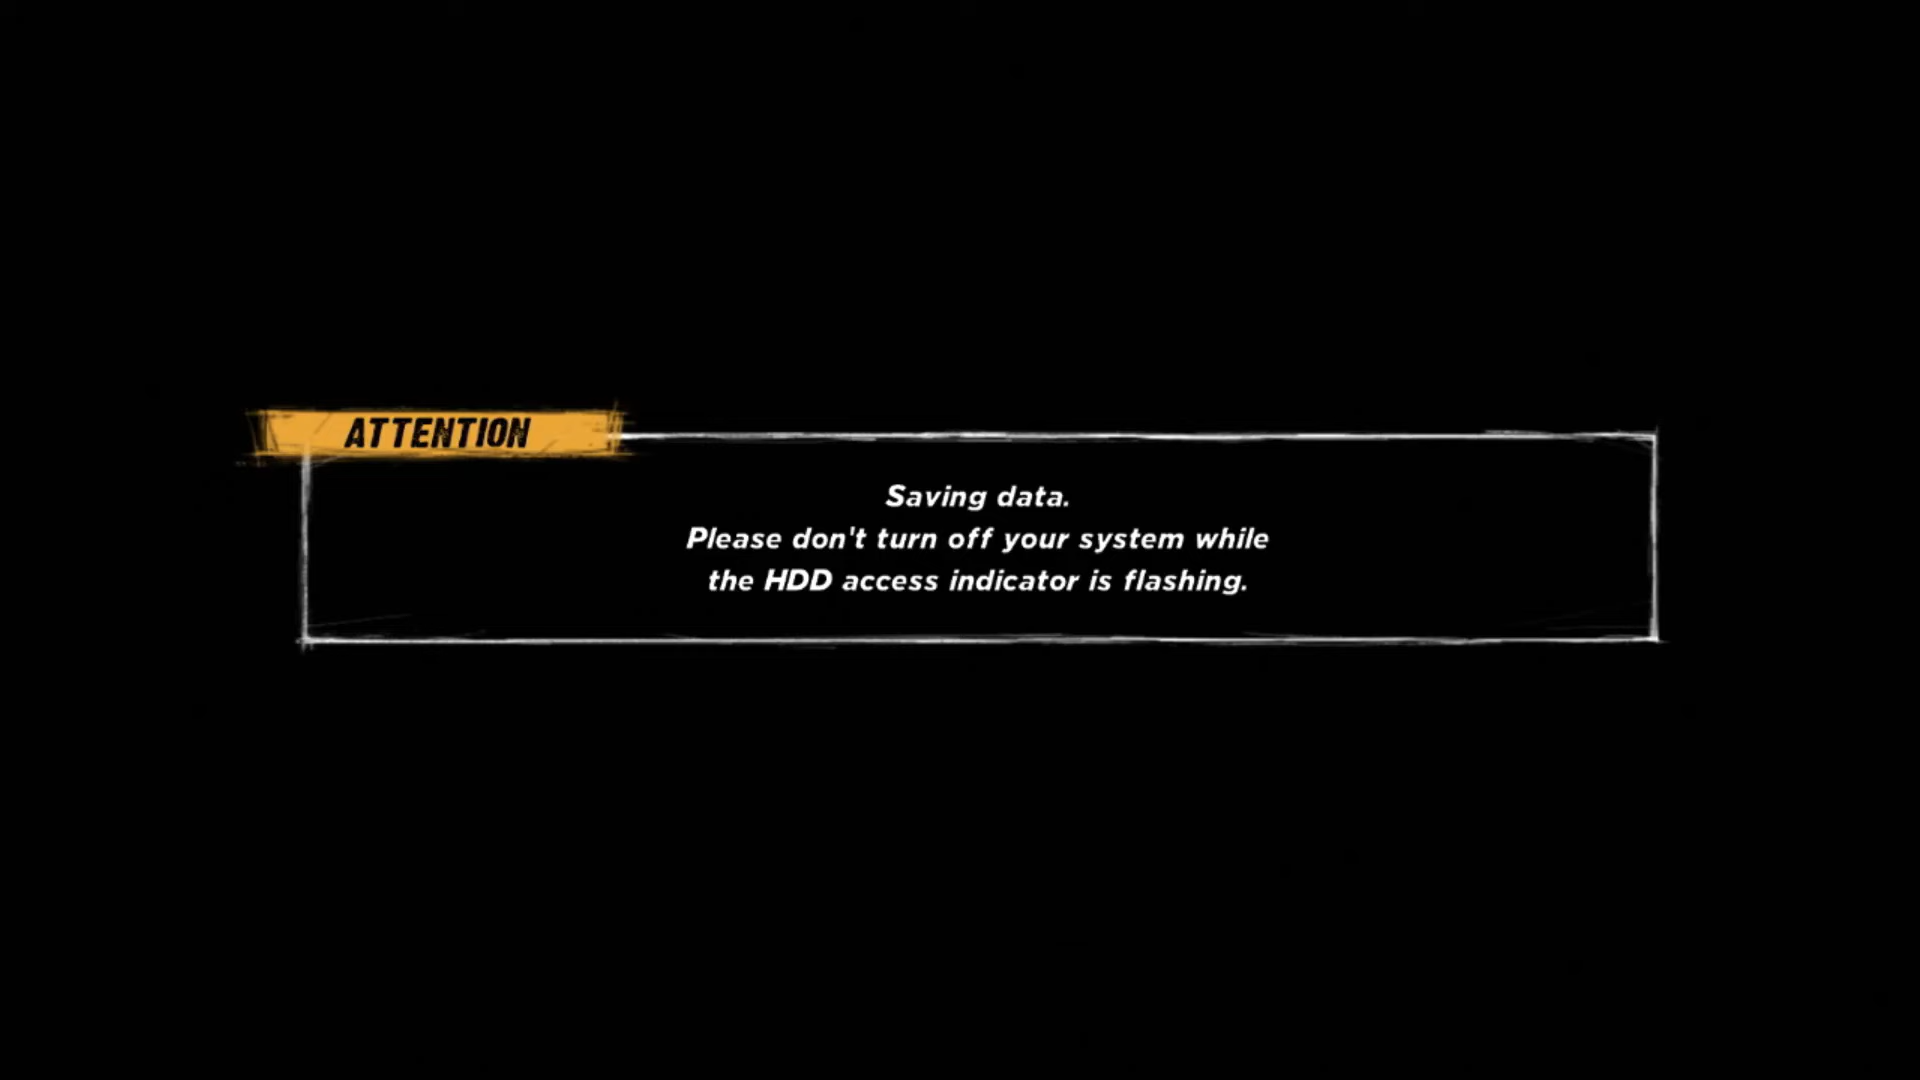 ATTENTION
Saving data.
Please don't turn off your system while
the HDD access indicator is flashing.